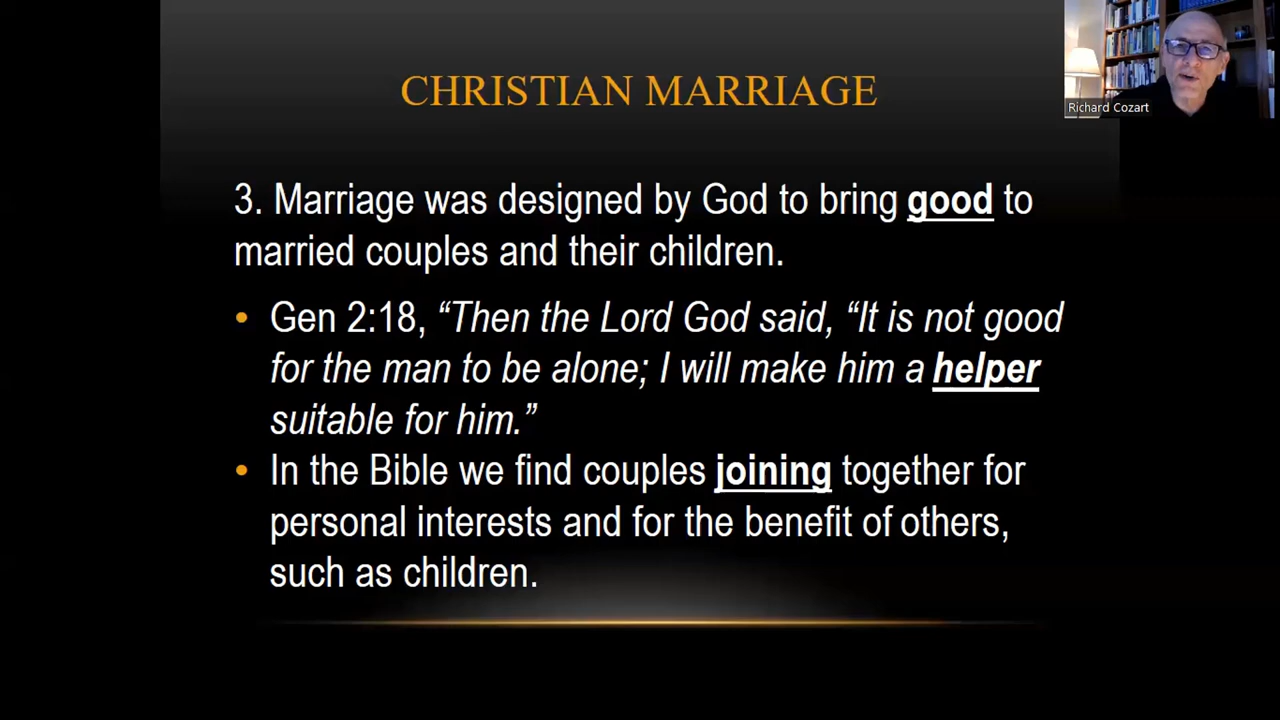 CHRISTIAN MARRIAGE
Richard Cozart
3. Marriage was designed by God to bring good to
married couples and their children.
• Gen 2:18, “Then the Lord God said, “It is not good
for the man to be alone; I will make him a helper
suitable for him.”
• In the Bible we find couples joining together for
personal interests and for the benefit of others,
such as children.